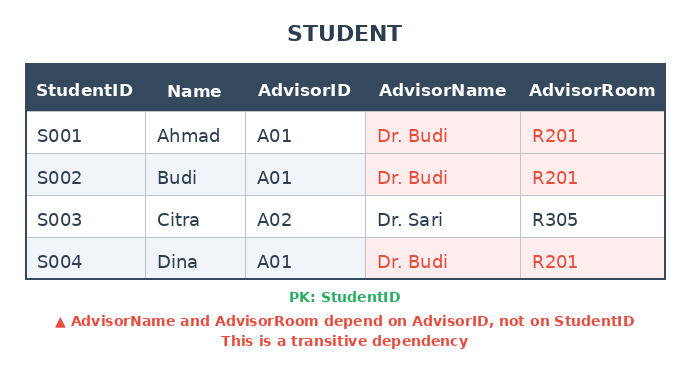 STUDENT
StudentID Name AdvisorID AdvisorName AdvisorRoom
S001 Ahmad A01 Dr. Budi R201
S002 Budi A01 Dr. Budi R201
S003 Citra A02 Dr. Sari R305
S004 Dina A01 Dr. Budi R201
PK: StudentID
▲ AdvisorName and AdvisorRoom depend on AdvisorID, not on StudentID
This is a transitive dependency